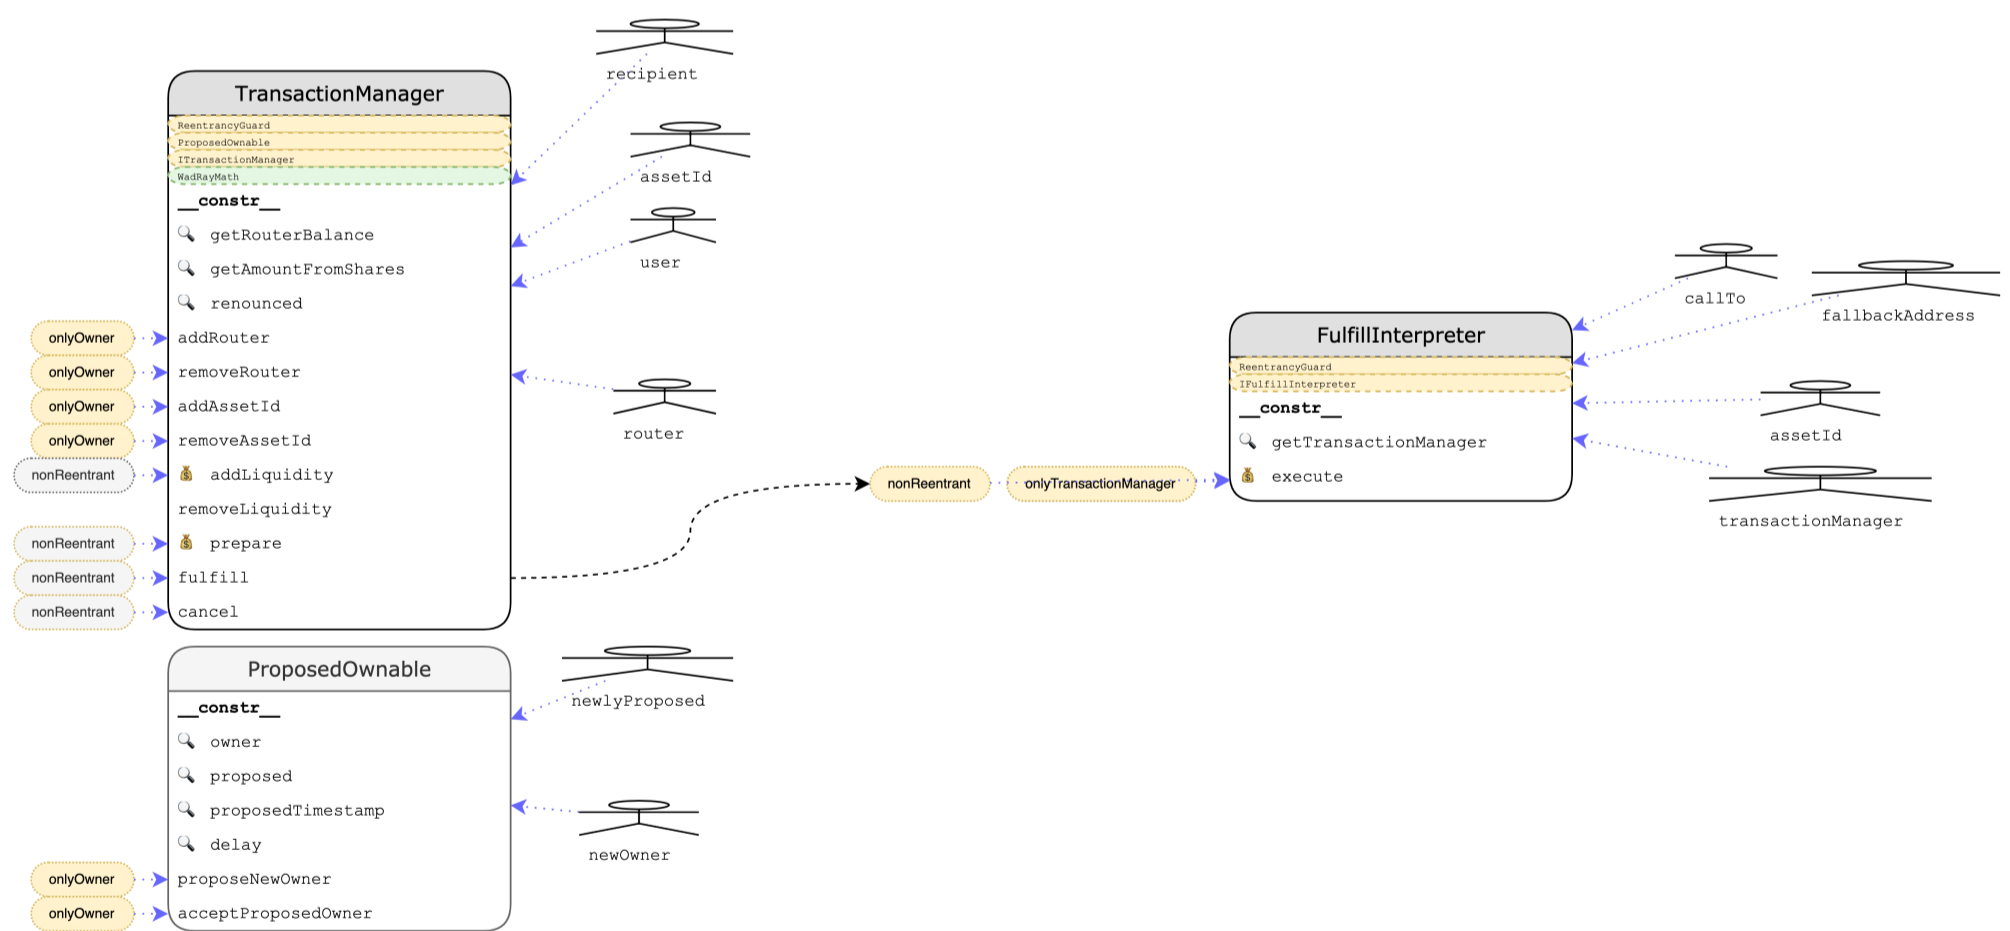 recipient
TransactionManager
ReentrancyGuard
ProposedOwnable
ITransactionManager
WadRayMath
__constr__
getRouterBalance
getAmountFromShares
renounced
onlyOwner addRouter
onlyOwner removeRouter
onlyOwner addAssetId
onlyOwner removeAssetId
nonReentrant addLiquidity
removeLiquidity
nonReentrant prepare
nonReentrant fulfill
nonReentrant cancel
assetId
user
router
nonReentrant
onlyTransactionManager
FulfillInterpreter
ReentrancyGuard
IFulfillInterpreter
__constr__
getTransactionManager
execute
callTo
fallbackAddress
assetId
transactionManager
ProposedOwnable
__constr__
owner
proposed
proposedTimestamp
delay
onlyOwner proposeNewOwner
onlyOwner acceptProposedOwner
newlyProposed
newOwner